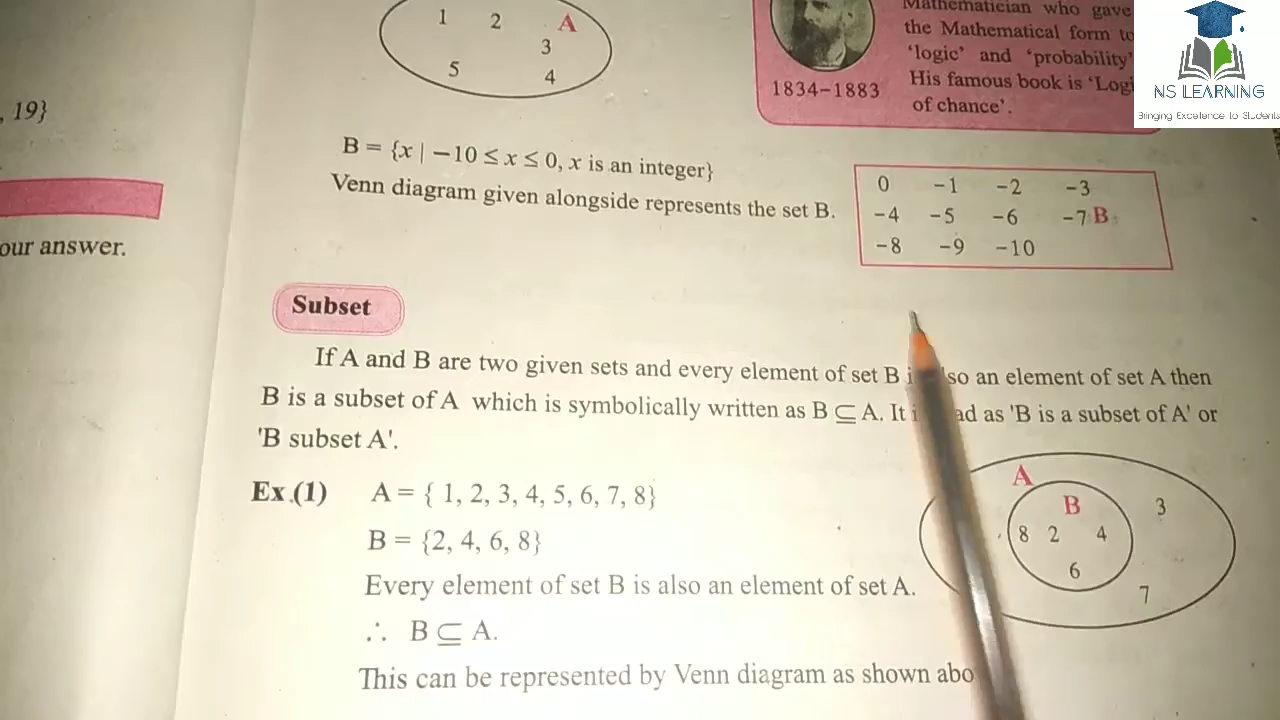 1 2 A
3
5 4
Mathematician who gave
the Mathematical form to
'logic' and 'probability'
His famous book is 'Logi
of chance'.
1834-1883
NS LEARNING
Bringing Excellence to Students
, 19}
our answer.
B = {x | −10 ≤ x ≤ 0, x is an integer}
Venn diagram given alongside represents the set B.
0 −1 −2 −3
−4 −5 −6 −7 B
−8 −9 −10
Subset
If A and B are two given sets and every element of set B also an element of set A then
B is a subset of A which is symbolically written as B ⊆ A. It as 'B is a subset of A' or
'B subset A'.
Ex.(1) A = { 1, 2, 3, 4, 5, 6, 7, 8}
B = {2, 4, 6, 8}
Every element of set B is also an element of set A.
∴ B ⊆ A.
This can be represented by Venn diagram as shown abo
A
B 3
8 2 4
6
7